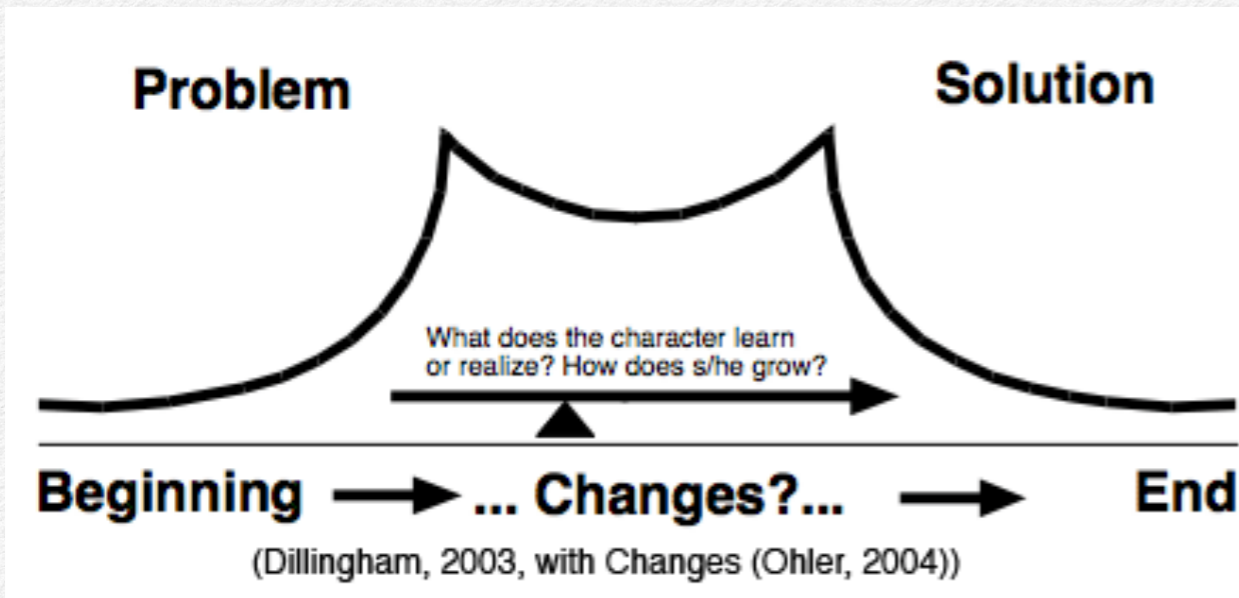 Problem
Solution
What does the character learn
or realize? How does s/he grow?
Beginning ... Changes?... End
(Dillingham, 2003, with Changes (Ohler, 2004))